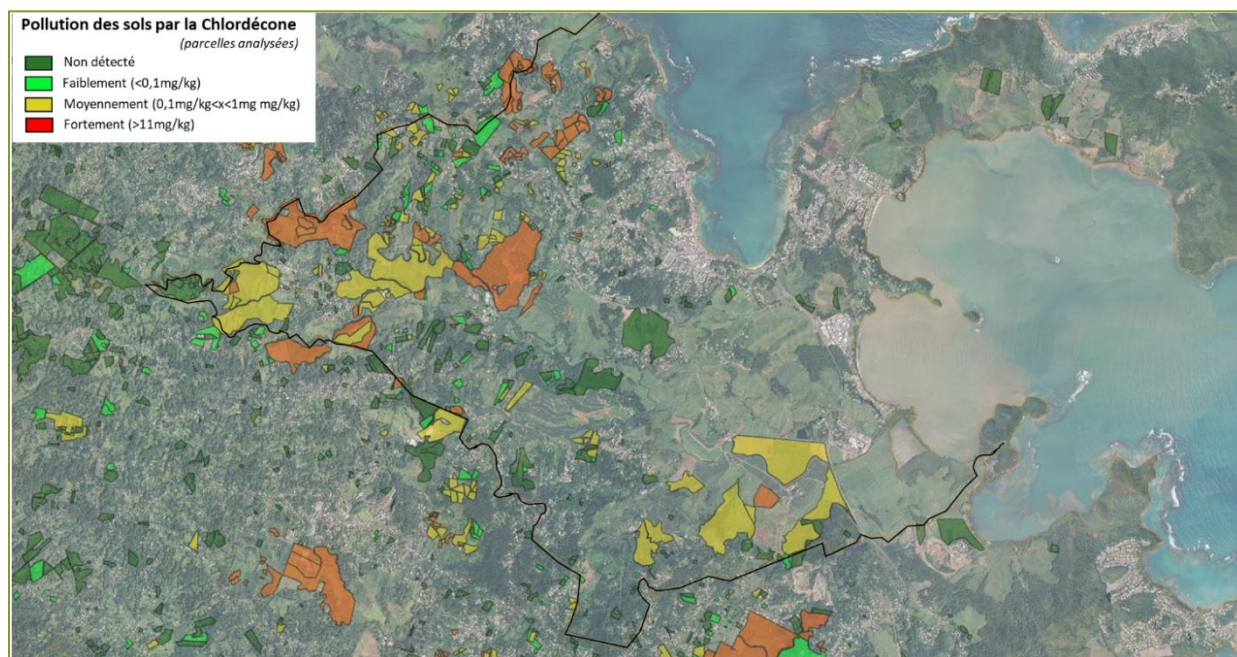 Pollution des sols par la Chlordécone
(parcelles analysées)
Non détecté
Faiblement (<0,1mg/kg)
Moyennement (0,1mg/kg<x<1mg mg/kg)
Fortement (>11mg/kg)